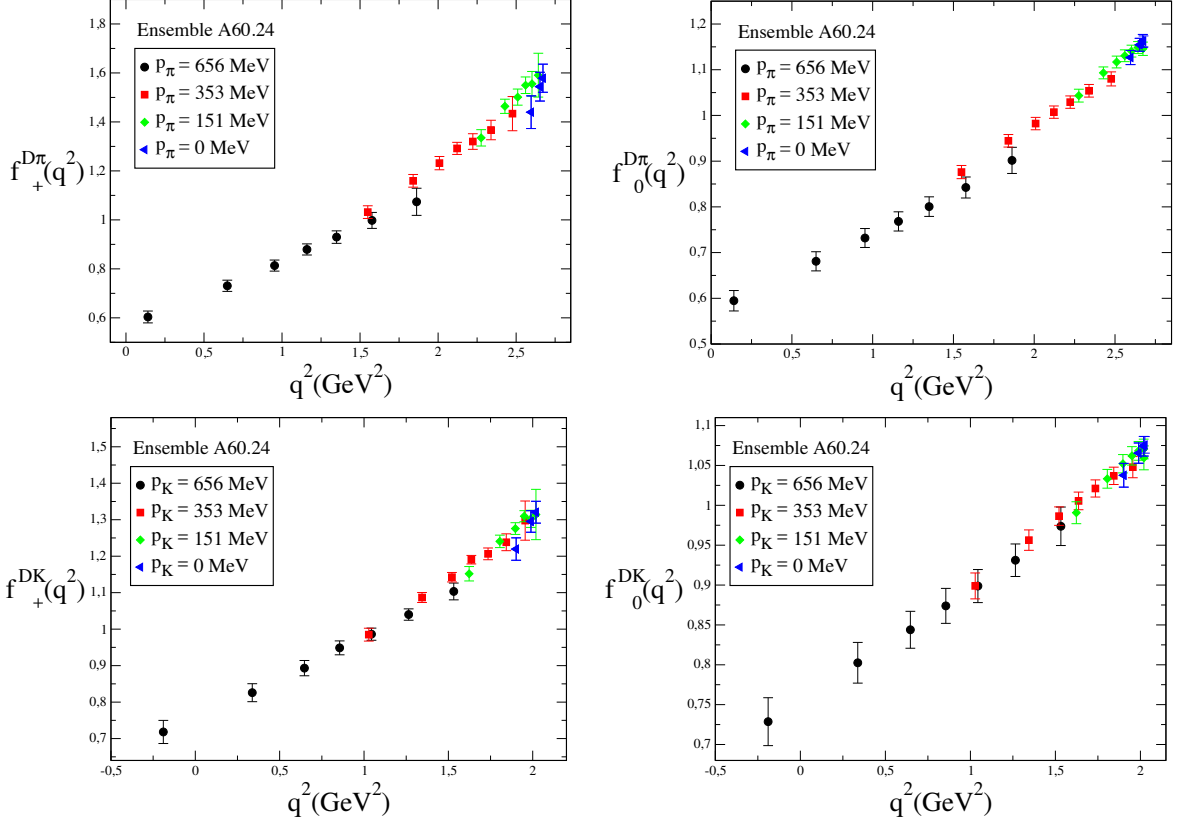 Ensemble A60.24
p_π = 656 MeV
p_π = 353 MeV
p_π = 151 MeV
p_π = 0 MeV
1,8
1,6
1,4
1,2
1
0,8
0,6
f_+^{Dπ}(q^2)
0 0,5 1 1,5 2 2,5
q^2(GeV^2)
Ensemble A60.24
p_π = 656 MeV
p_π = 353 MeV
p_π = 151 MeV
p_π = 0 MeV
1,2
1,1
1
0,9
0,8
0,7
0,6
0,5
f_0^{Dπ}(q^2)
0 0,5 1 1,5 2 2,5
q^2(GeV^2)
Ensemble A60.24
p_K = 656 MeV
p_K = 353 MeV
p_K = 151 MeV
p_K = 0 MeV
1,5
1,4
1,3
1,2
1,1
1
0,9
0,8
0,7
f_+^{DK}(q^2)
-0,5 0 0,5 1 1,5 2
q^2(GeV^2)
Ensemble A60.24
p_K = 656 MeV
p_K = 353 MeV
p_K = 151 MeV
p_K = 0 MeV
1,1
1,05
1
0,95
0,9
0,85
0,8
0,75
0,7
f_0^{DK}(q^2)
-0,5 0 0,5 1 1,5 2
q^2(GeV^2)